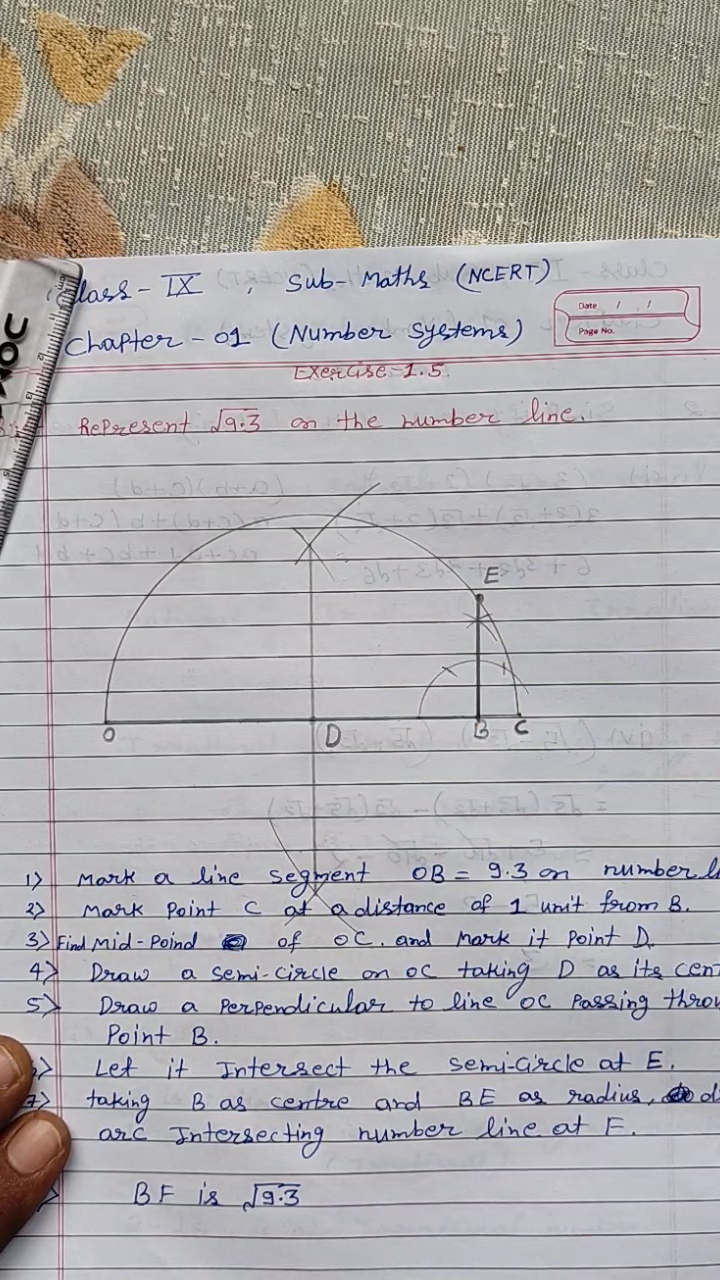 Class - IX , Sub - Maths (NCERT)
Chapter - 01 (Number Systems)
Date / /
Page No.
Exercise - 1.5
Represent √9.3 on the number line.
E
O D B C
1> Mark a line segment OB = 9.3 on number
2> Mark Point C at a distance of 1 unit from B.
3> Find Mid-Poind of OC. and Mark it Point D.
4> Draw a semi-circle on OC taking D as its
5> Draw a Perpendicular to line OC Passing
Point B.
Let it Intersect the semi-circle at E.
7> taking B as centre and BE as radius,
arc Intersecting number line at F.
BF is √9.3